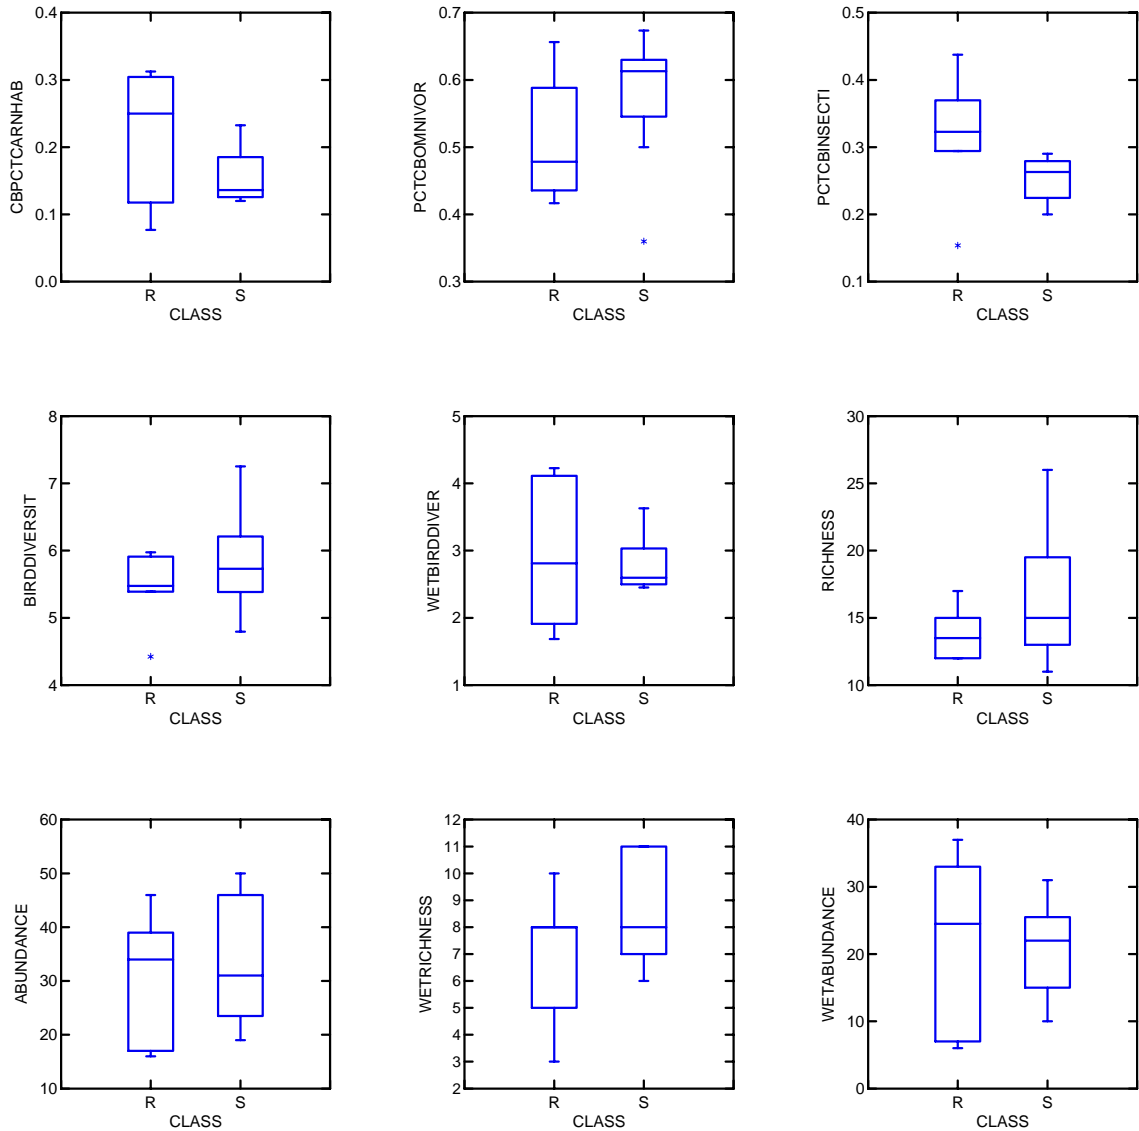 CBPCTCARNHAB
0.4
0.3
0.2
0.1
0.0
R S
CLASS
PCTCBOMNIVOR
0.7
0.6
0.5
0.4
0.3
R S
CLASS
PCTCBINSECTI
0.5
0.4
0.3
0.2
0.1
R S
CLASS
BIRDDIVERSIT
8
7
6
5
4
R S
CLASS
WETBIRDDIVER
5
4
3
2
1
R S
CLASS
RICHNESS
30
25
20
15
10
R S
CLASS
ABUNDANCE
60
50
40
30
20
10
R S
CLASS
WETRICHNESS
12
11
10
9
8
7
6
5
4
3
2
R S
CLASS
WETABUNDANCE
40
30
20
10
0
R S
CLASS